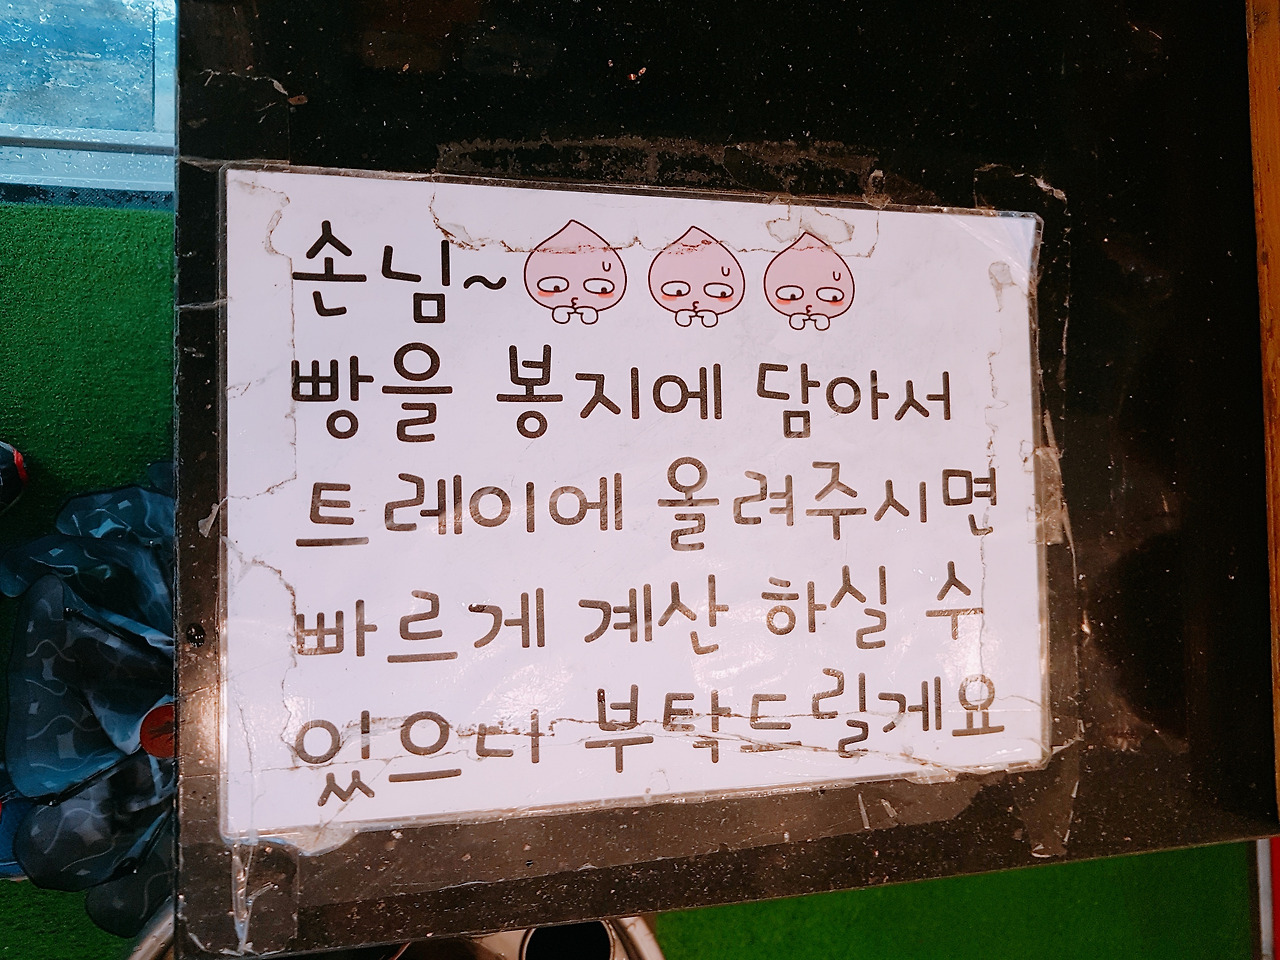 손님~
빵을 봉지에 담아서
트레이에 올려주시면
빠르게 계산 하실 수
있으다 부탁드릴게요